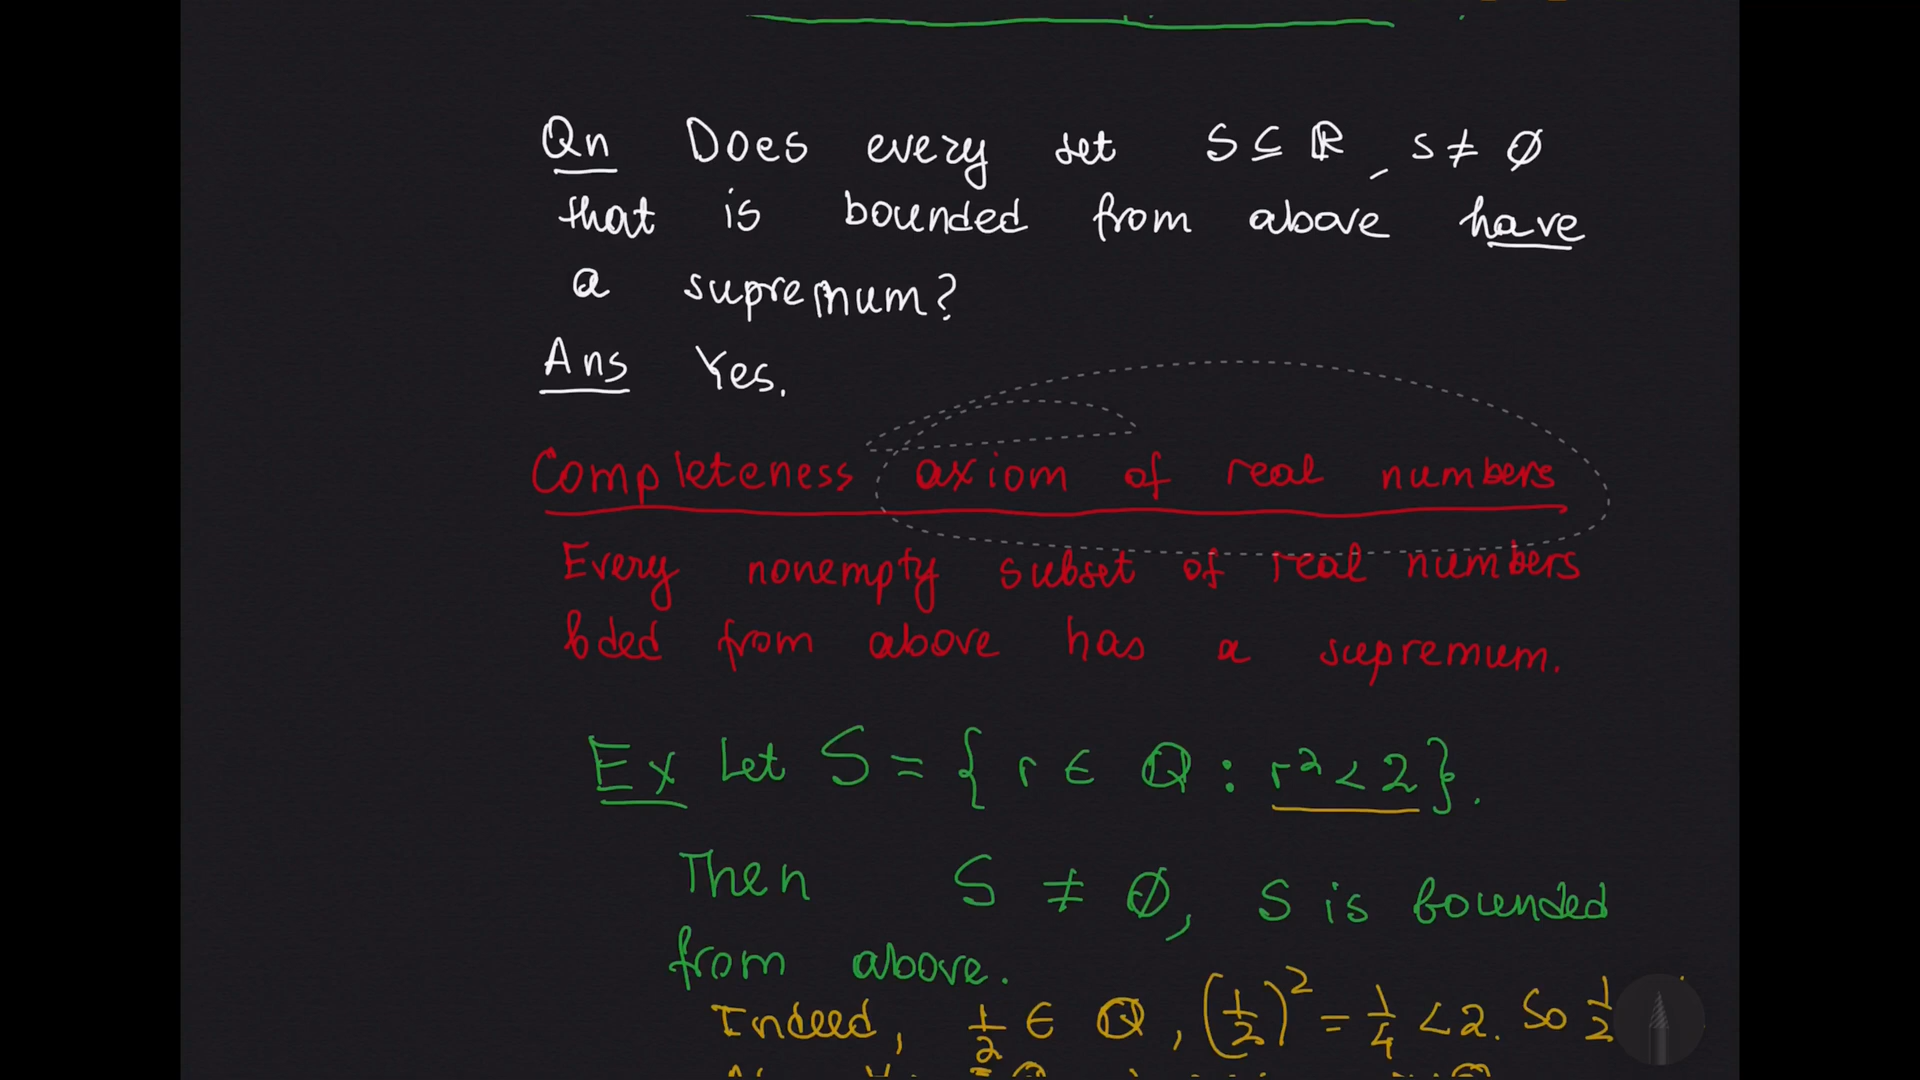 Qn Does every set S ⊆ ℝ, S ≠ ∅
that is bounded from above have
a supremum?
Ans Yes.
Completeness axiom of real numbers
Every nonempty subset of real numbers
bded from above has a supremum.
Ex Let S = { r ∈ ℚ : r² < 2 }.
Then S ≠ ∅, S is bounded
from above.
Indeed, 1/2 ∈ ℚ, (1/2)² = 1/4 < 2. So 1/2